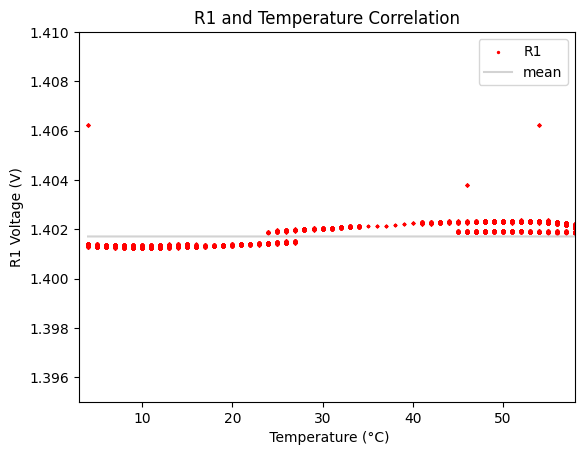 R1 and Temperature Correlation
R1
mean
R1 Voltage (V)
1.410
1.408
1.406
1.404
1.402
1.400
1.398
1.396
10 20 30 40 50
Temperature (°C)